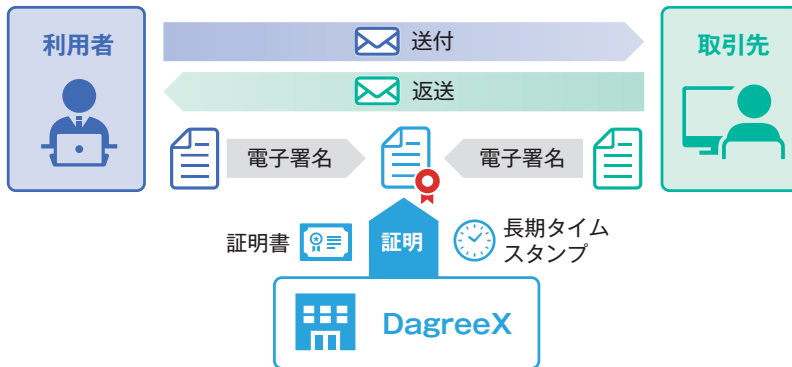 利用者
送付
取引先
返送
電子署名
電子署名
証明書
証明
長期タイム
スタンプ
DagreeX